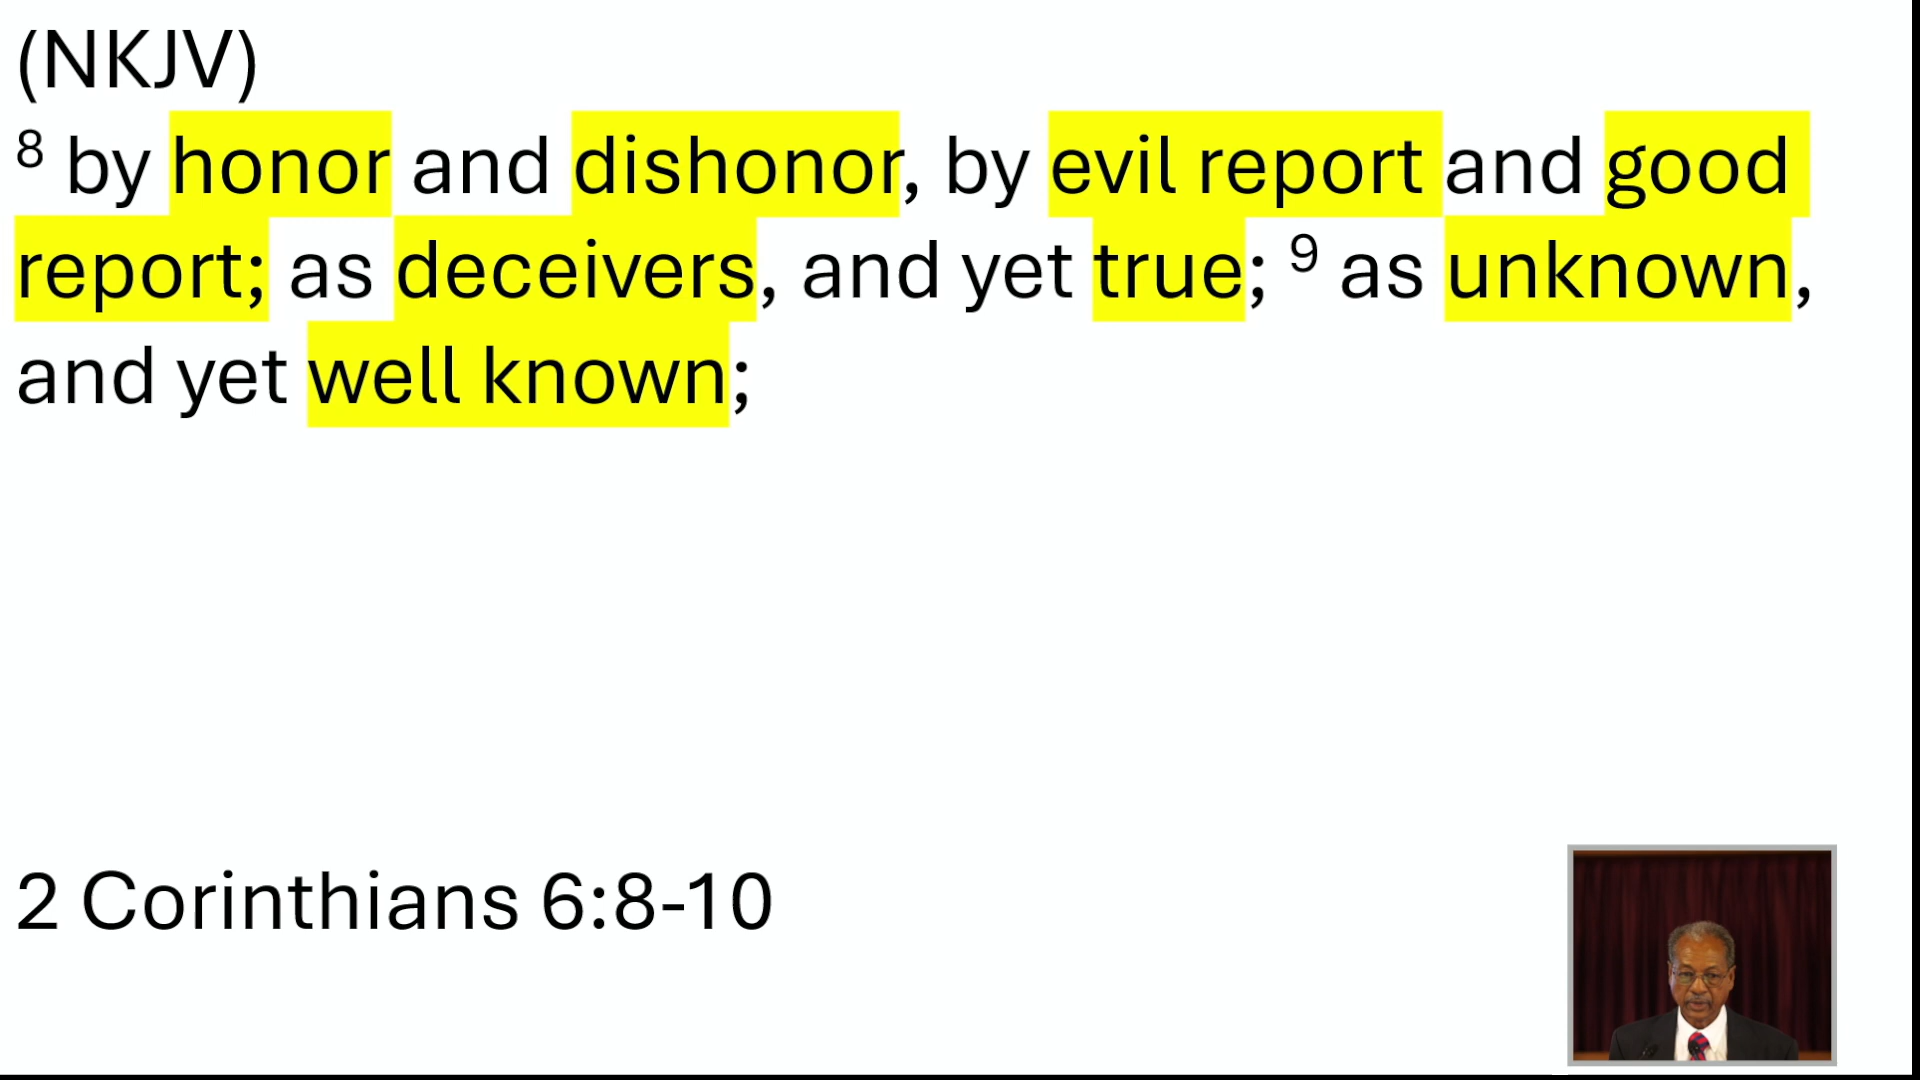 (NKJV)
8 by honor and dishonor, by evil report and good
report; as deceivers, and yet true; 9 as unknown,
and yet well known;
2 Corinthians 6:8-10